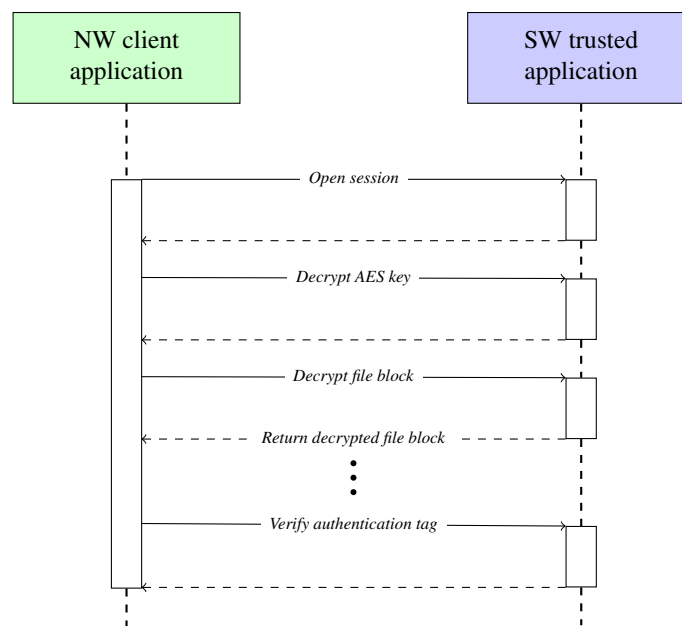 NW client
application
SW trusted
application
Open session
Decrypt AES key
Decrypt file block
Return decrypted file block
Verify authentication tag